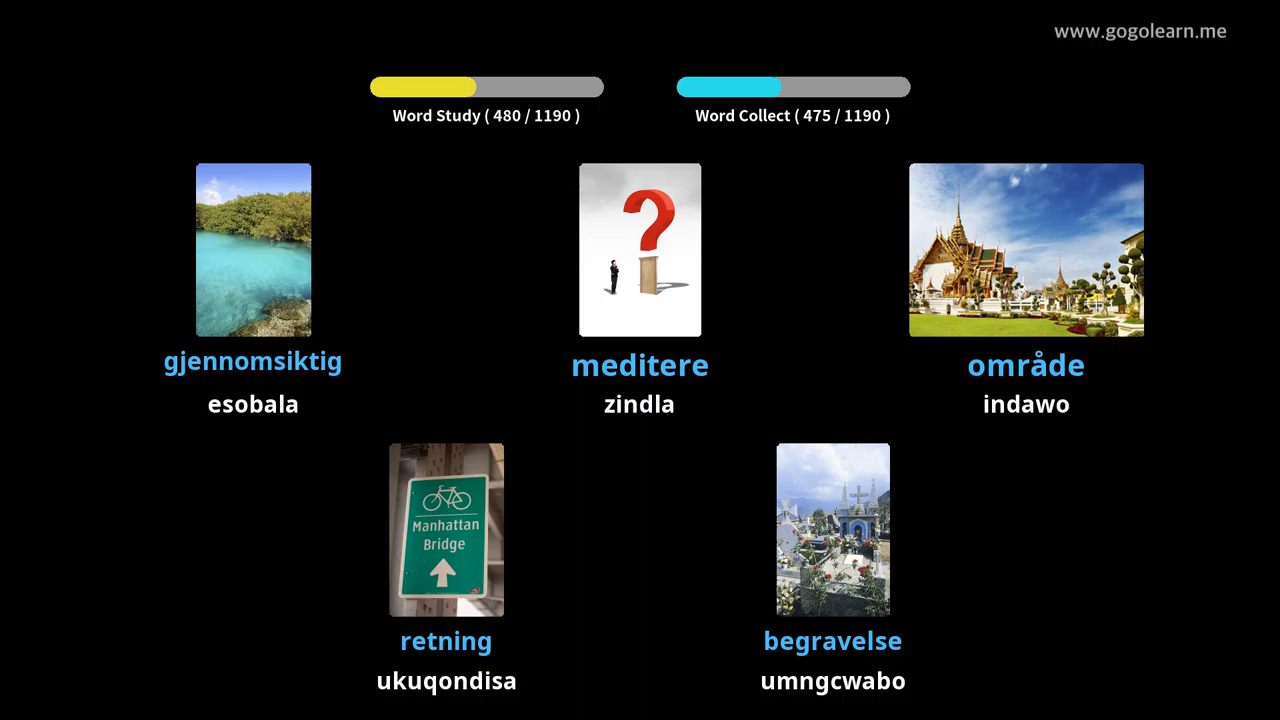 www.gogolearn.me
Word Study ( 480 / 1190 )
Word Collect ( 475 / 1190 )
gjennomsiktig
esobala
meditere
zindla
område
indawo
Manhattan
Bridge
retning
ukuqondisa
begravelse
umngcwabo